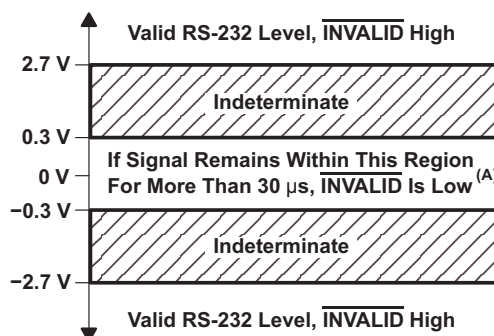 Valid RS-232 Level, INVALID High
2.7 V
Indeterminate
0.3 V
If Signal Remains Within This Region
0 V
For More Than 30 µs, INVALID Is Low (A)
−0.3 V
Indeterminate
−2.7 V
Valid RS-232 Level, INVALID High